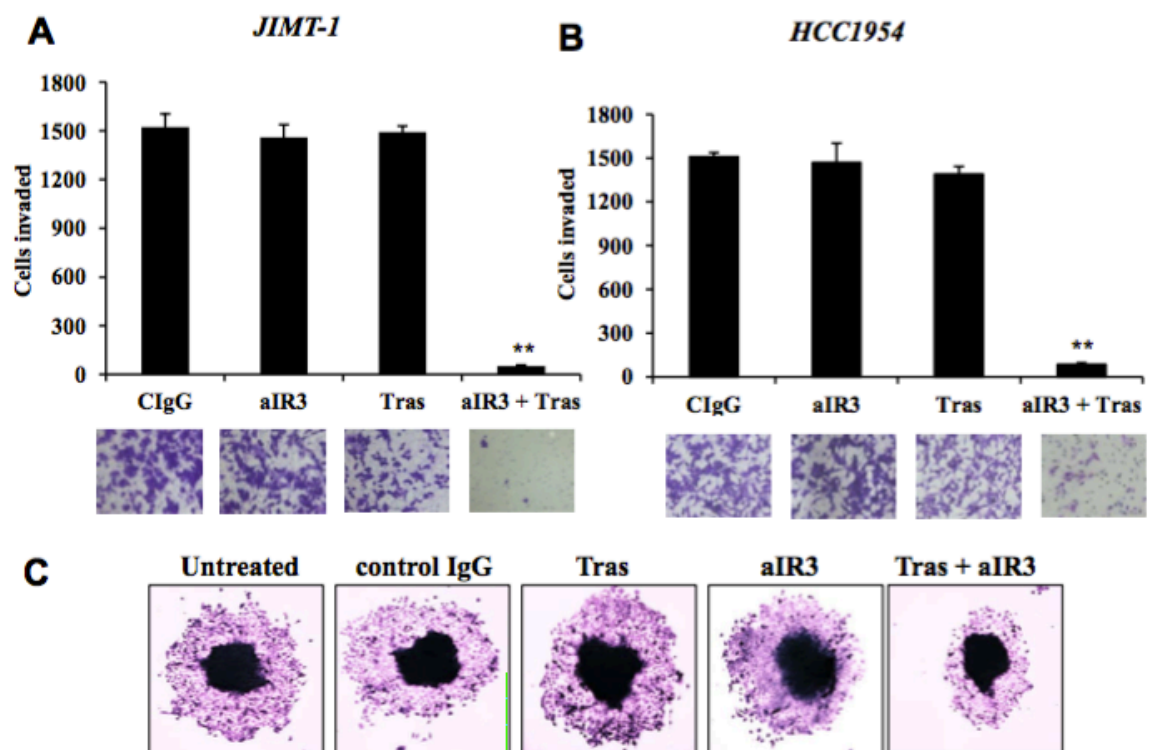 A
JIMT-1
1800
1500
1200
900
600
300
0
Cells invaded
**
CIgG aIR3 Tras aIR3 + Tras
B
HCC1954
1800
1500
1200
900
600
300
0
Cells invaded
**
CIgG aIR3 Tras aIR3 + Tras
C
Untreated control IgG Tras aIR3 Tras + aIR3